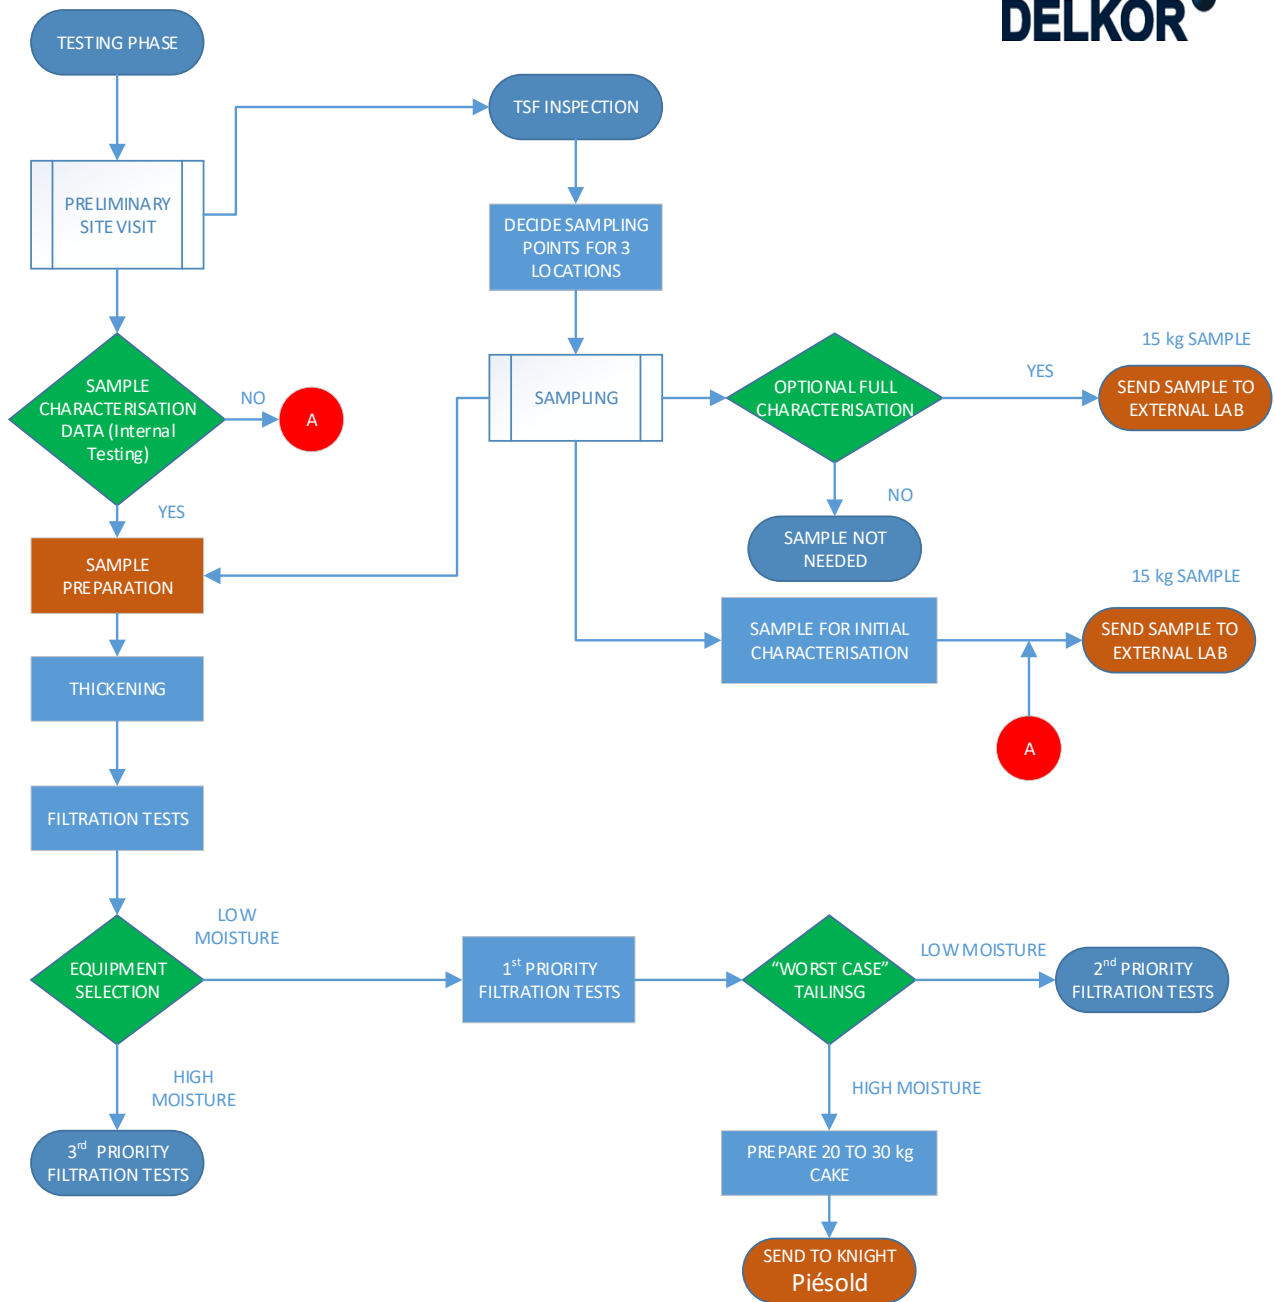 DELKOR
TESTING PHASE
TSF INSPECTION
PRELIMINARY
SITE VISIT
DECIDE SAMPLING
POINTS FOR 3
LOCATIONS
SAMPLE
CHARACTERISATION
DATA (Internal
Testing)
NO
A
SAMPLING
OPTIONAL FULL
CHARACTERISATION
YES
15 kg SAMPLE
SEND SAMPLE TO
EXTERNAL LAB
NO
SAMPLE NOT
NEEDED
YES
SAMPLE
PREPARATION
SAMPLE FOR INITIAL
CHARACTERISATION
15 kg SAMPLE
SEND SAMPLE TO
EXTERNAL LAB
A
THICKENING
FILTRATION TESTS
EQUIPMENT
SELECTION
LOW
MOISTURE
1st PRIORITY
FILTRATION TESTS
“WORST CASE”
TAILINSG
LOW MOISTURE
2nd PRIORITY
FILTRATION TESTS
HIGH
MOISTURE
3rd PRIORITY
FILTRATION TESTS
HIGH MOISTURE
PREPARE 20 TO 30 kg
CAKE
SEND TO KNIGHT
Piésold